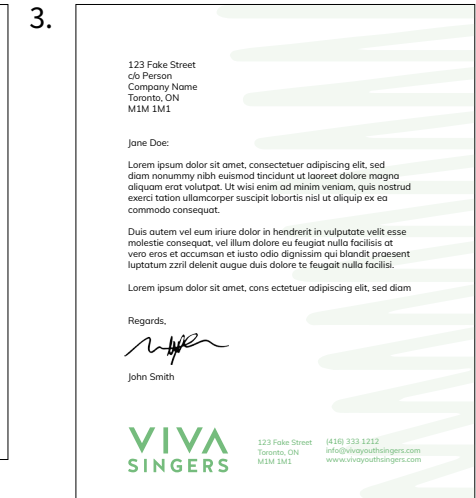 3.
123 Fake Street
c/o Person
Company Name
Toronto, ON
M1M 1M1
Jane Doe:
Lorem ipsum dolor sit amet, consectetuer adipiscing elit, sed
diam nonummy nibh euismod tincidunt ut laoreet dolore magna
aliquam erat volutpat. Ut wisi enim ad minim veniam, quis nostrud
exerci tation ullamcorper suscipit lobortis nisl ut aliquip ex ea
commodo consequat.
Duis autem vel eum iriure dolor in hendrerit in vulputate velit esse
molestie consequat, vel illum dolore eu feugiat nulla facilisis at
vero eros et accumsan et iusto odio dignissim qui blandit praesent
luptatum zzril delenit augue duis dolore te feugait nulla facilisi.
Lorem ipsum dolor sit amet, cons ectetuer adipiscing elit, sed diam
Regards,
John Smith
VIVA
SINGERS
123 Fake Street
Toronto, ON
M1M 1M1
(416) 333 1212
info@vivayouthsingers.com
www.vivayouthsingers.com